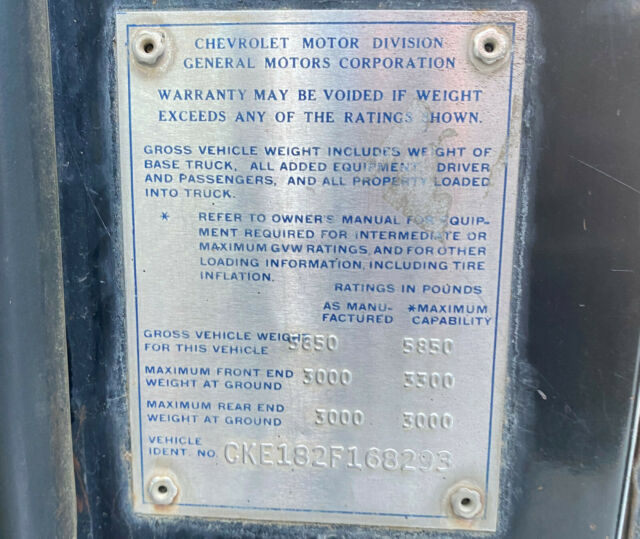 CHEVROLET MOTOR DIVISION
GENERAL MOTORS CORPORATION
WARRANTY MAY BE VOIDED IF WEIGHT
EXCEEDS ANY OF THE RATINGS SHOWN.
GROSS VEHICLE WEIGHT INCLUDES WEIGHT OF
BASE TRUCK, ALL ADDED EQUIPMENT, DRIVER
AND PASSENGERS, AND ALL PROPERTY LOADED
INTO TRUCK.
* REFER TO OWNER'S MANUAL FOR EQUIP-
MENT REQUIRED FOR INTERMEDIATE OR
MAXIMUM GVW RATINGS, AND FOR OTHER
LOADING INFORMATION, INCLUDING TIRE
INFLATION.
RATINGS IN POUNDS
AS MANU- *MAXIMUM
FACTURED CAPABILITY
GROSS VEHICLE WEIGHT
FOR THIS VEHICLE 5850 5850
MAXIMUM FRONT END
WEIGHT AT GROUND 3000 3300
MAXIMUM REAR END
WEIGHT AT GROUND 3000 3000
VEHICLE
IDENT. NO. CKE182F168293